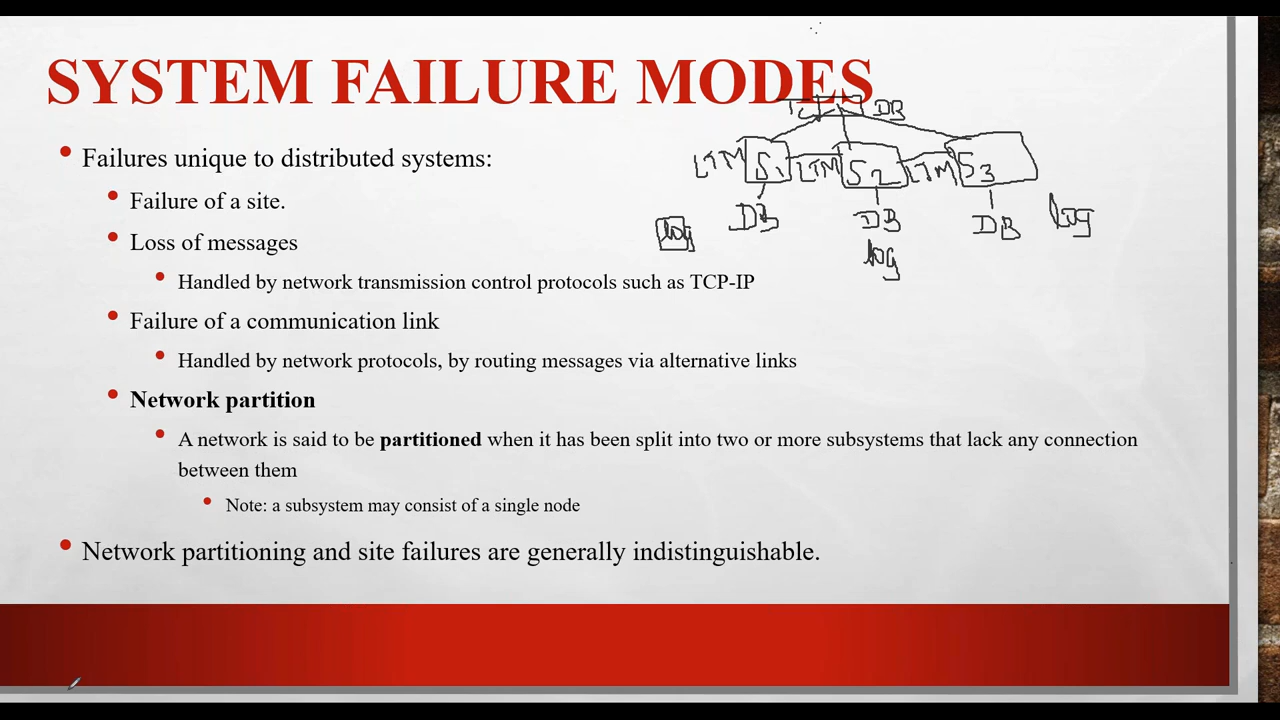 SYSTEM FAILURE MODES
TC DB
• Failures unique to distributed systems:
LTM S1 LTM S2 LTM S3
• Failure of a site.
DB DB DB log
log
• Loss of messages
log
• Handled by network transmission control protocols such as TCP-IP
• Failure of a communication link
• Handled by network protocols, by routing messages via alternative links
• Network partition
• A network is said to be partitioned when it has been split into two or more subsystems that lack any connection
between them
• Note: a subsystem may consist of a single node
• Network partitioning and site failures are generally indistinguishable.